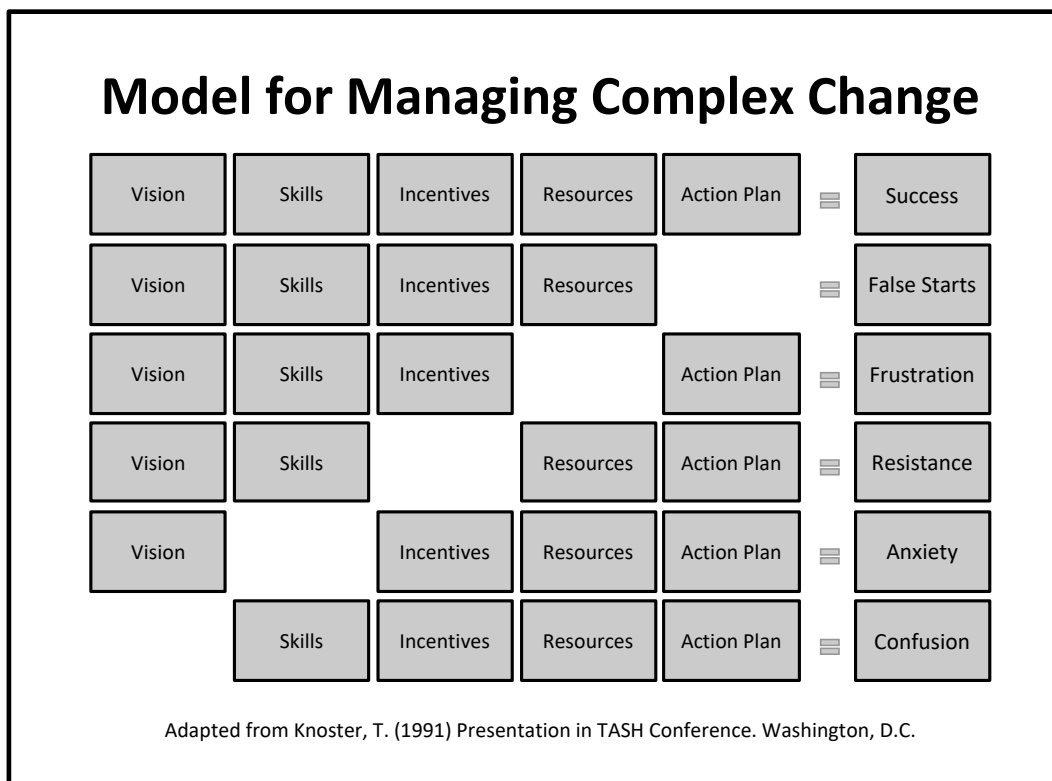 Model for Managing Complex Change
Vision Skills Incentives Resources Action Plan = Success
Vision Skills Incentives Resources = False Starts
Vision Skills Incentives Action Plan = Frustration
Vision Skills Resources Action Plan = Resistance
Vision Incentives Resources Action Plan = Anxiety
Skills Incentives Resources Action Plan = Confusion
Adapted from Knoster, T. (1991) Presentation in TASH Conference. Washington, D.C.